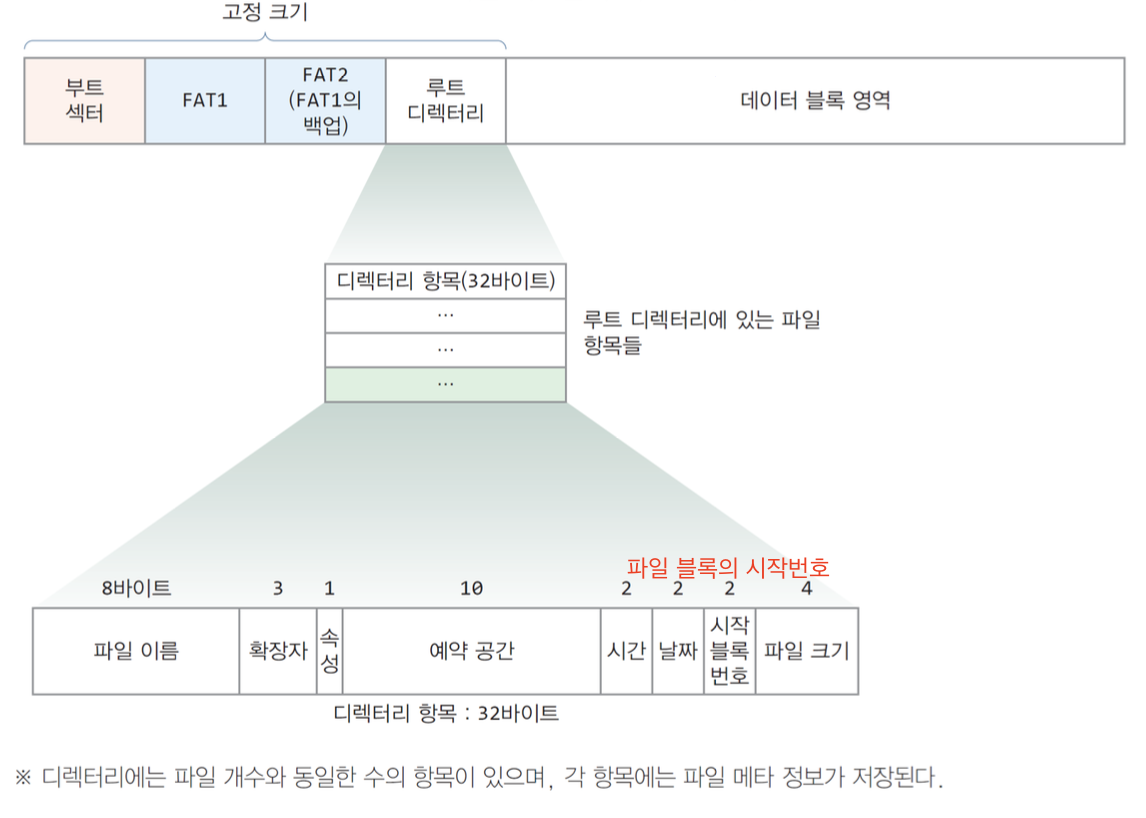 고정 크기
부트
섹터
FAT1
FAT2
(FAT1의
백업)
루트
디렉터리
데이터 블록 영역
디렉터리 항목(32바이트)
...
...
...
루트 디렉터리에 있는 파일
항목들
파일 블록의 시작번호
8바이트 3 1 10 2 2 2 4
파일 이름
확장자
속
성
예약 공간
시간
날짜
시작
블록
번호
파일 크기
디렉터리 항목 : 32바이트
※ 디렉터리에는 파일 개수와 동일한 수의 항목이 있으며, 각 항목에는 파일 메타 정보가 저장된다.